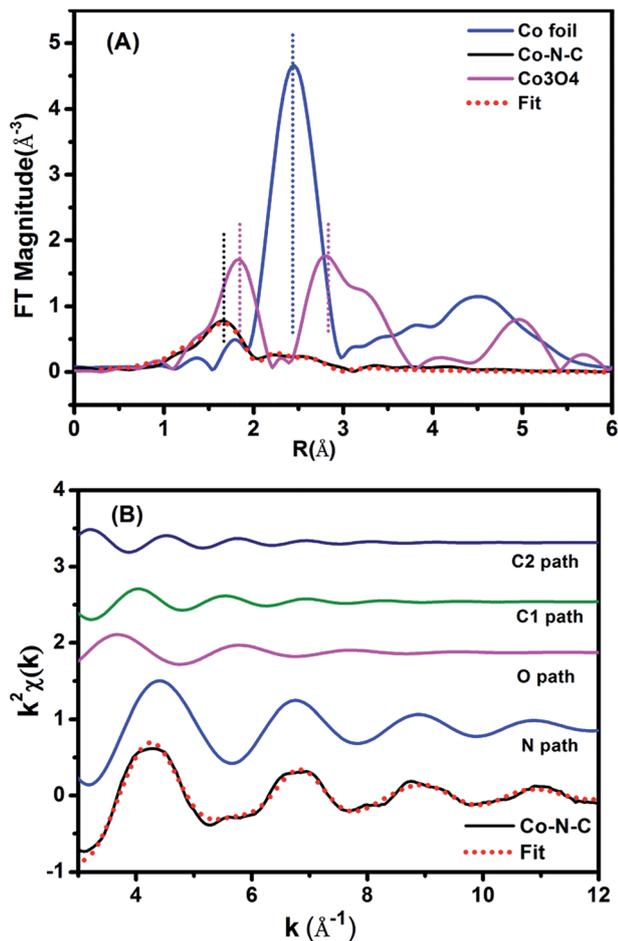 (A)
Co foil
Co-N-C
Co3O4
Fit
FT Magnitude(Å⁻³)
5
4
3
2
1
0
0 1 2 3 4 5 6
R(Å)
(B)
C2 path
C1 path
O path
N path
Co-N-C
Fit
k²χ(k)
4
3
2
1
0
-1
4 6 8 10 12
k (Å⁻¹)